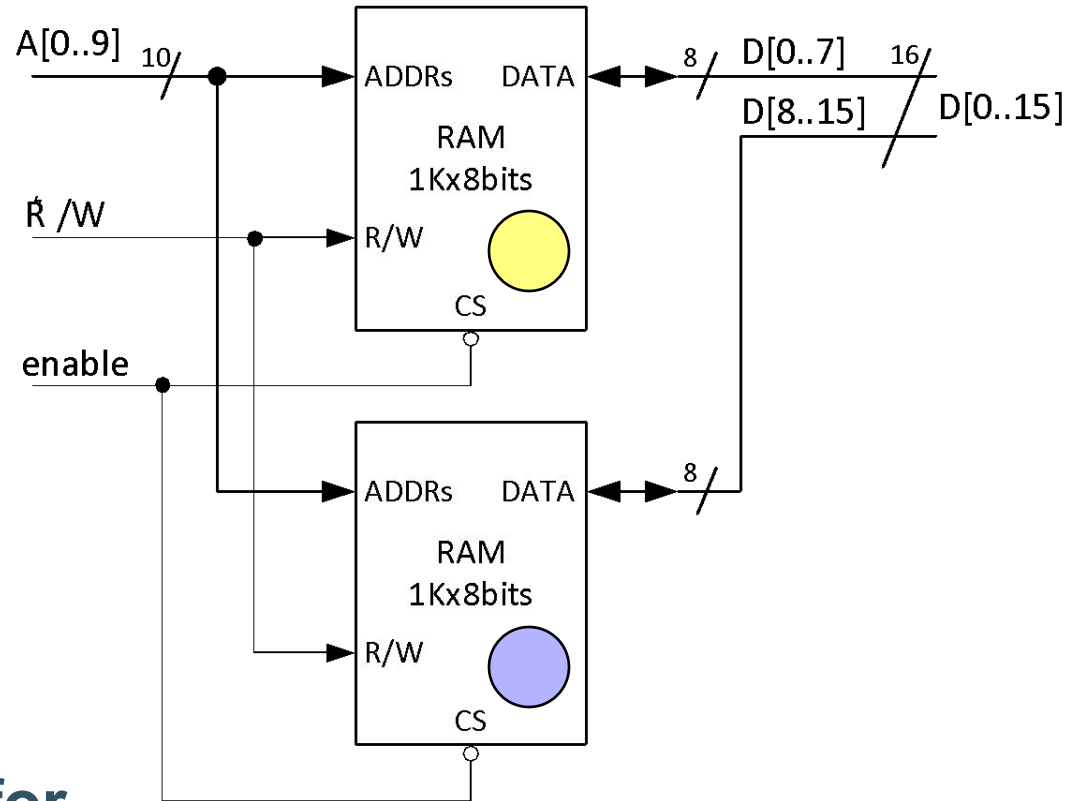 A[0..9]
10
ADDRs
DATA
8
D[0..7]
16
D[8..15]
D[0..15]
RAM
1Kx8bits
R /W
R/W
CS
enable
ADDRs
DATA
8
RAM
1Kx8bits
R/W
CS